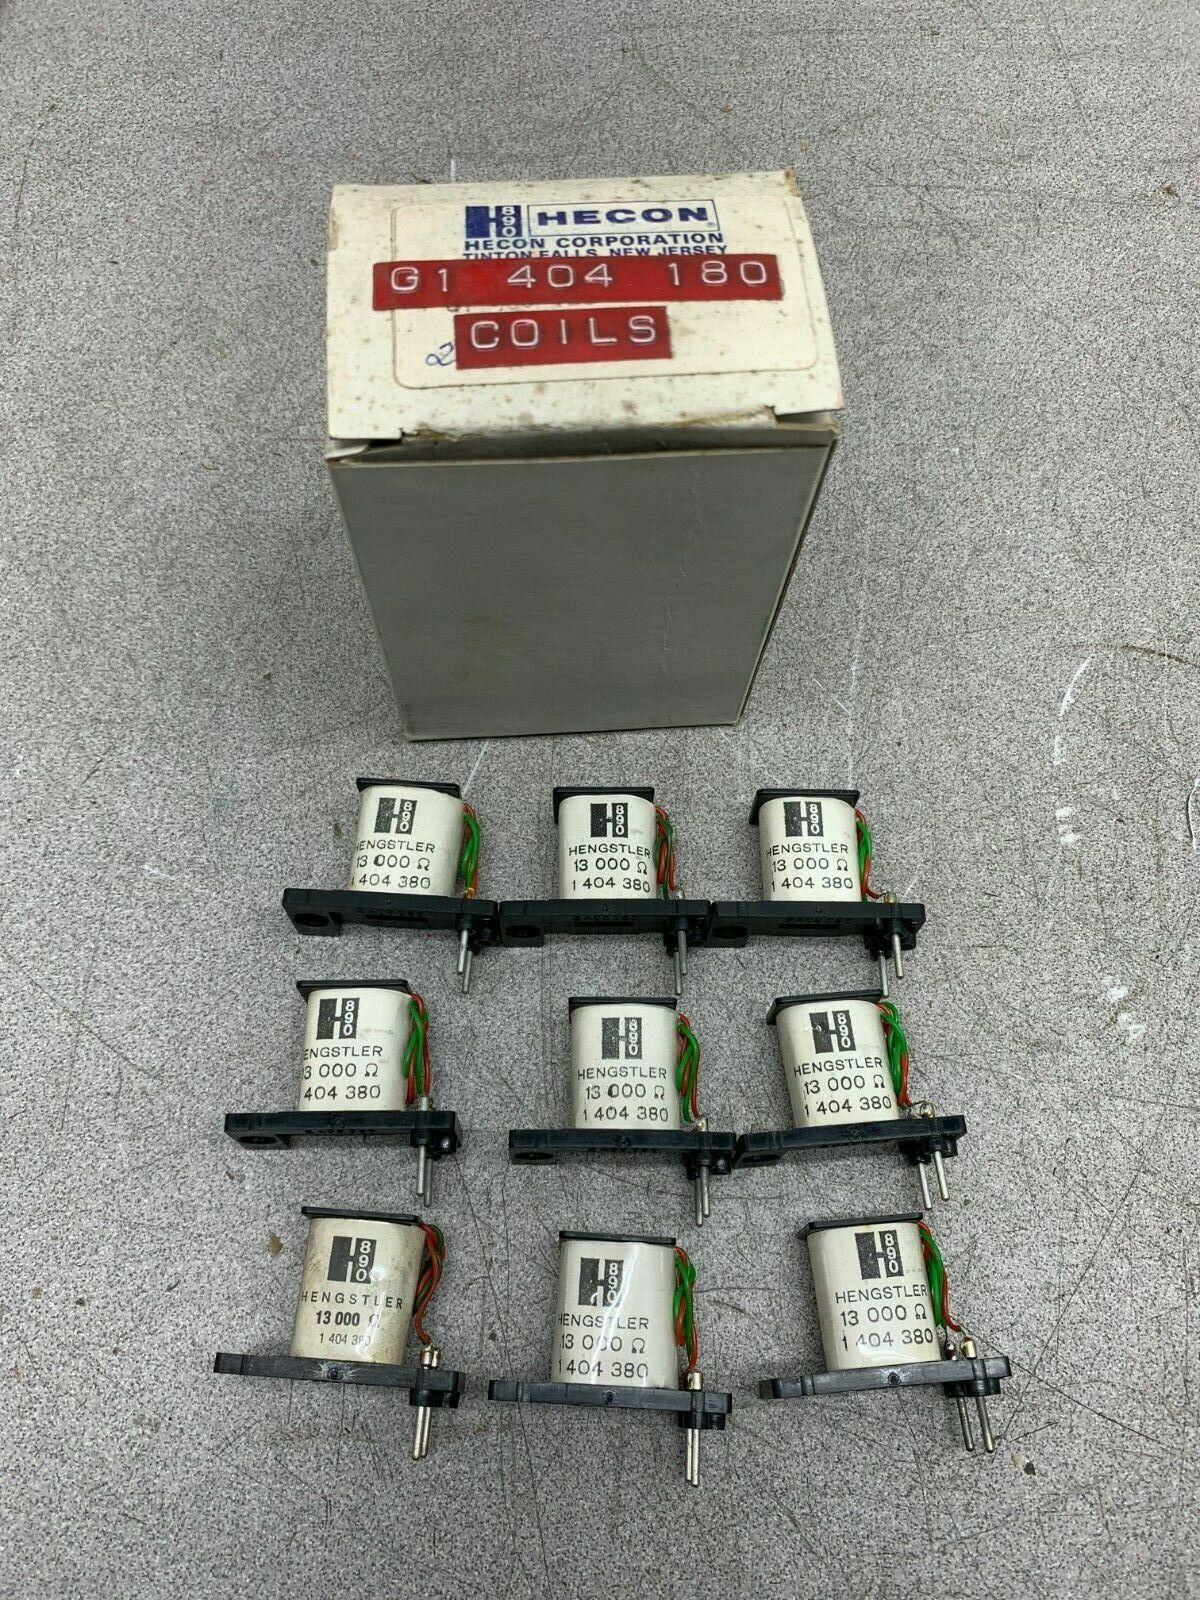 H 890 HECON®
HECON CORPORATION
TINTON FALLS, NEW JERSEY
G1 404 180
COILS
2
H 890
HENGSTLER
13 000 Ω
1 404 380
H 890
HENGSTLER
13 000 Ω
1 404 380
H 890
HENGSTLER
13 000 Ω
1 404 380
H 890
ENGSTLER
13 000 Ω
404 380
H 890
HENGSTLER
13 000 Ω
1 404 380
H 890
HENGSTLER
13 000 Ω
1 404 380
H 890
HENGSTLER
13 000 Ω
1 404 380
H 890
HENGSTLER
13 000 Ω
1 404 380
H 890
HENGSTLER
13 000 Ω
1 404 380